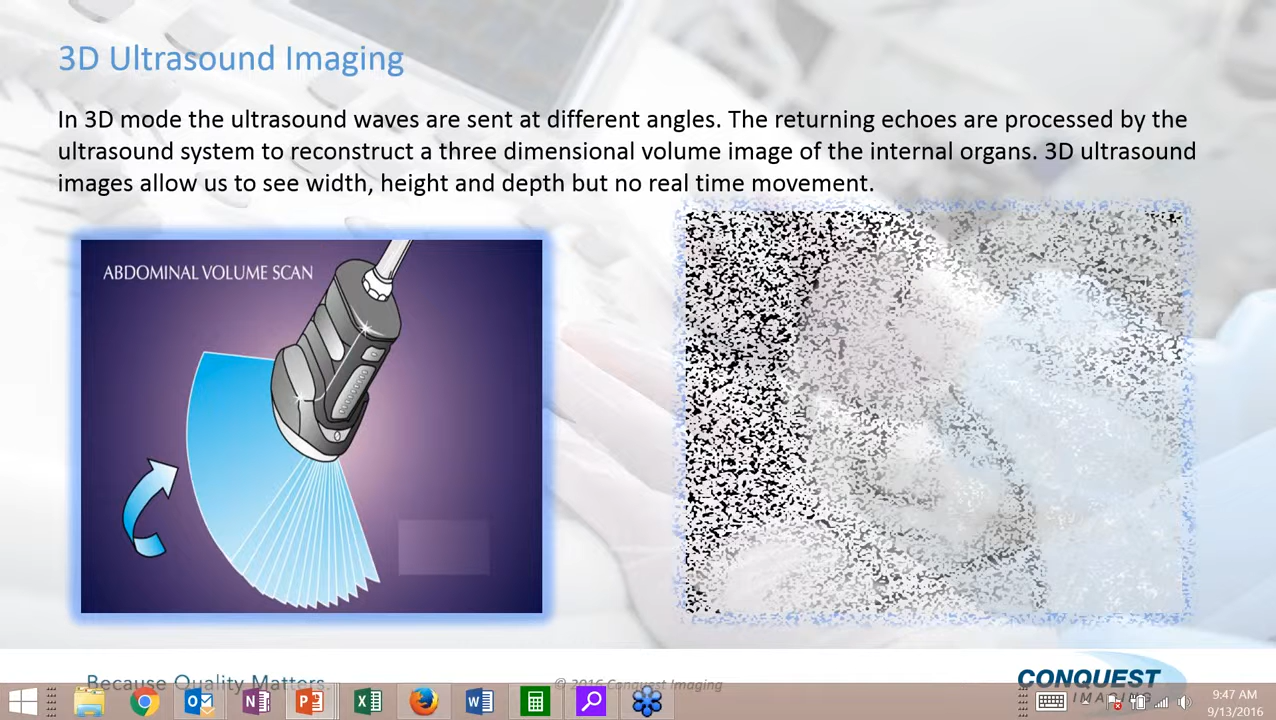 3D Ultrasound Imaging
In 3D mode the ultrasound waves are sent at different angles. The returning echoes are processed by the
ultrasound system to reconstruct a three dimensional volume image of the internal organs. 3D ultrasound
images allow us to see width, height and depth but no real time movement.
ABDOMINAL VOLUME SCAN
Because Quality Matters.
© 2016 Conquest Imaging
CONQUEST
IMAGING
9:47 AM
9/13/2016